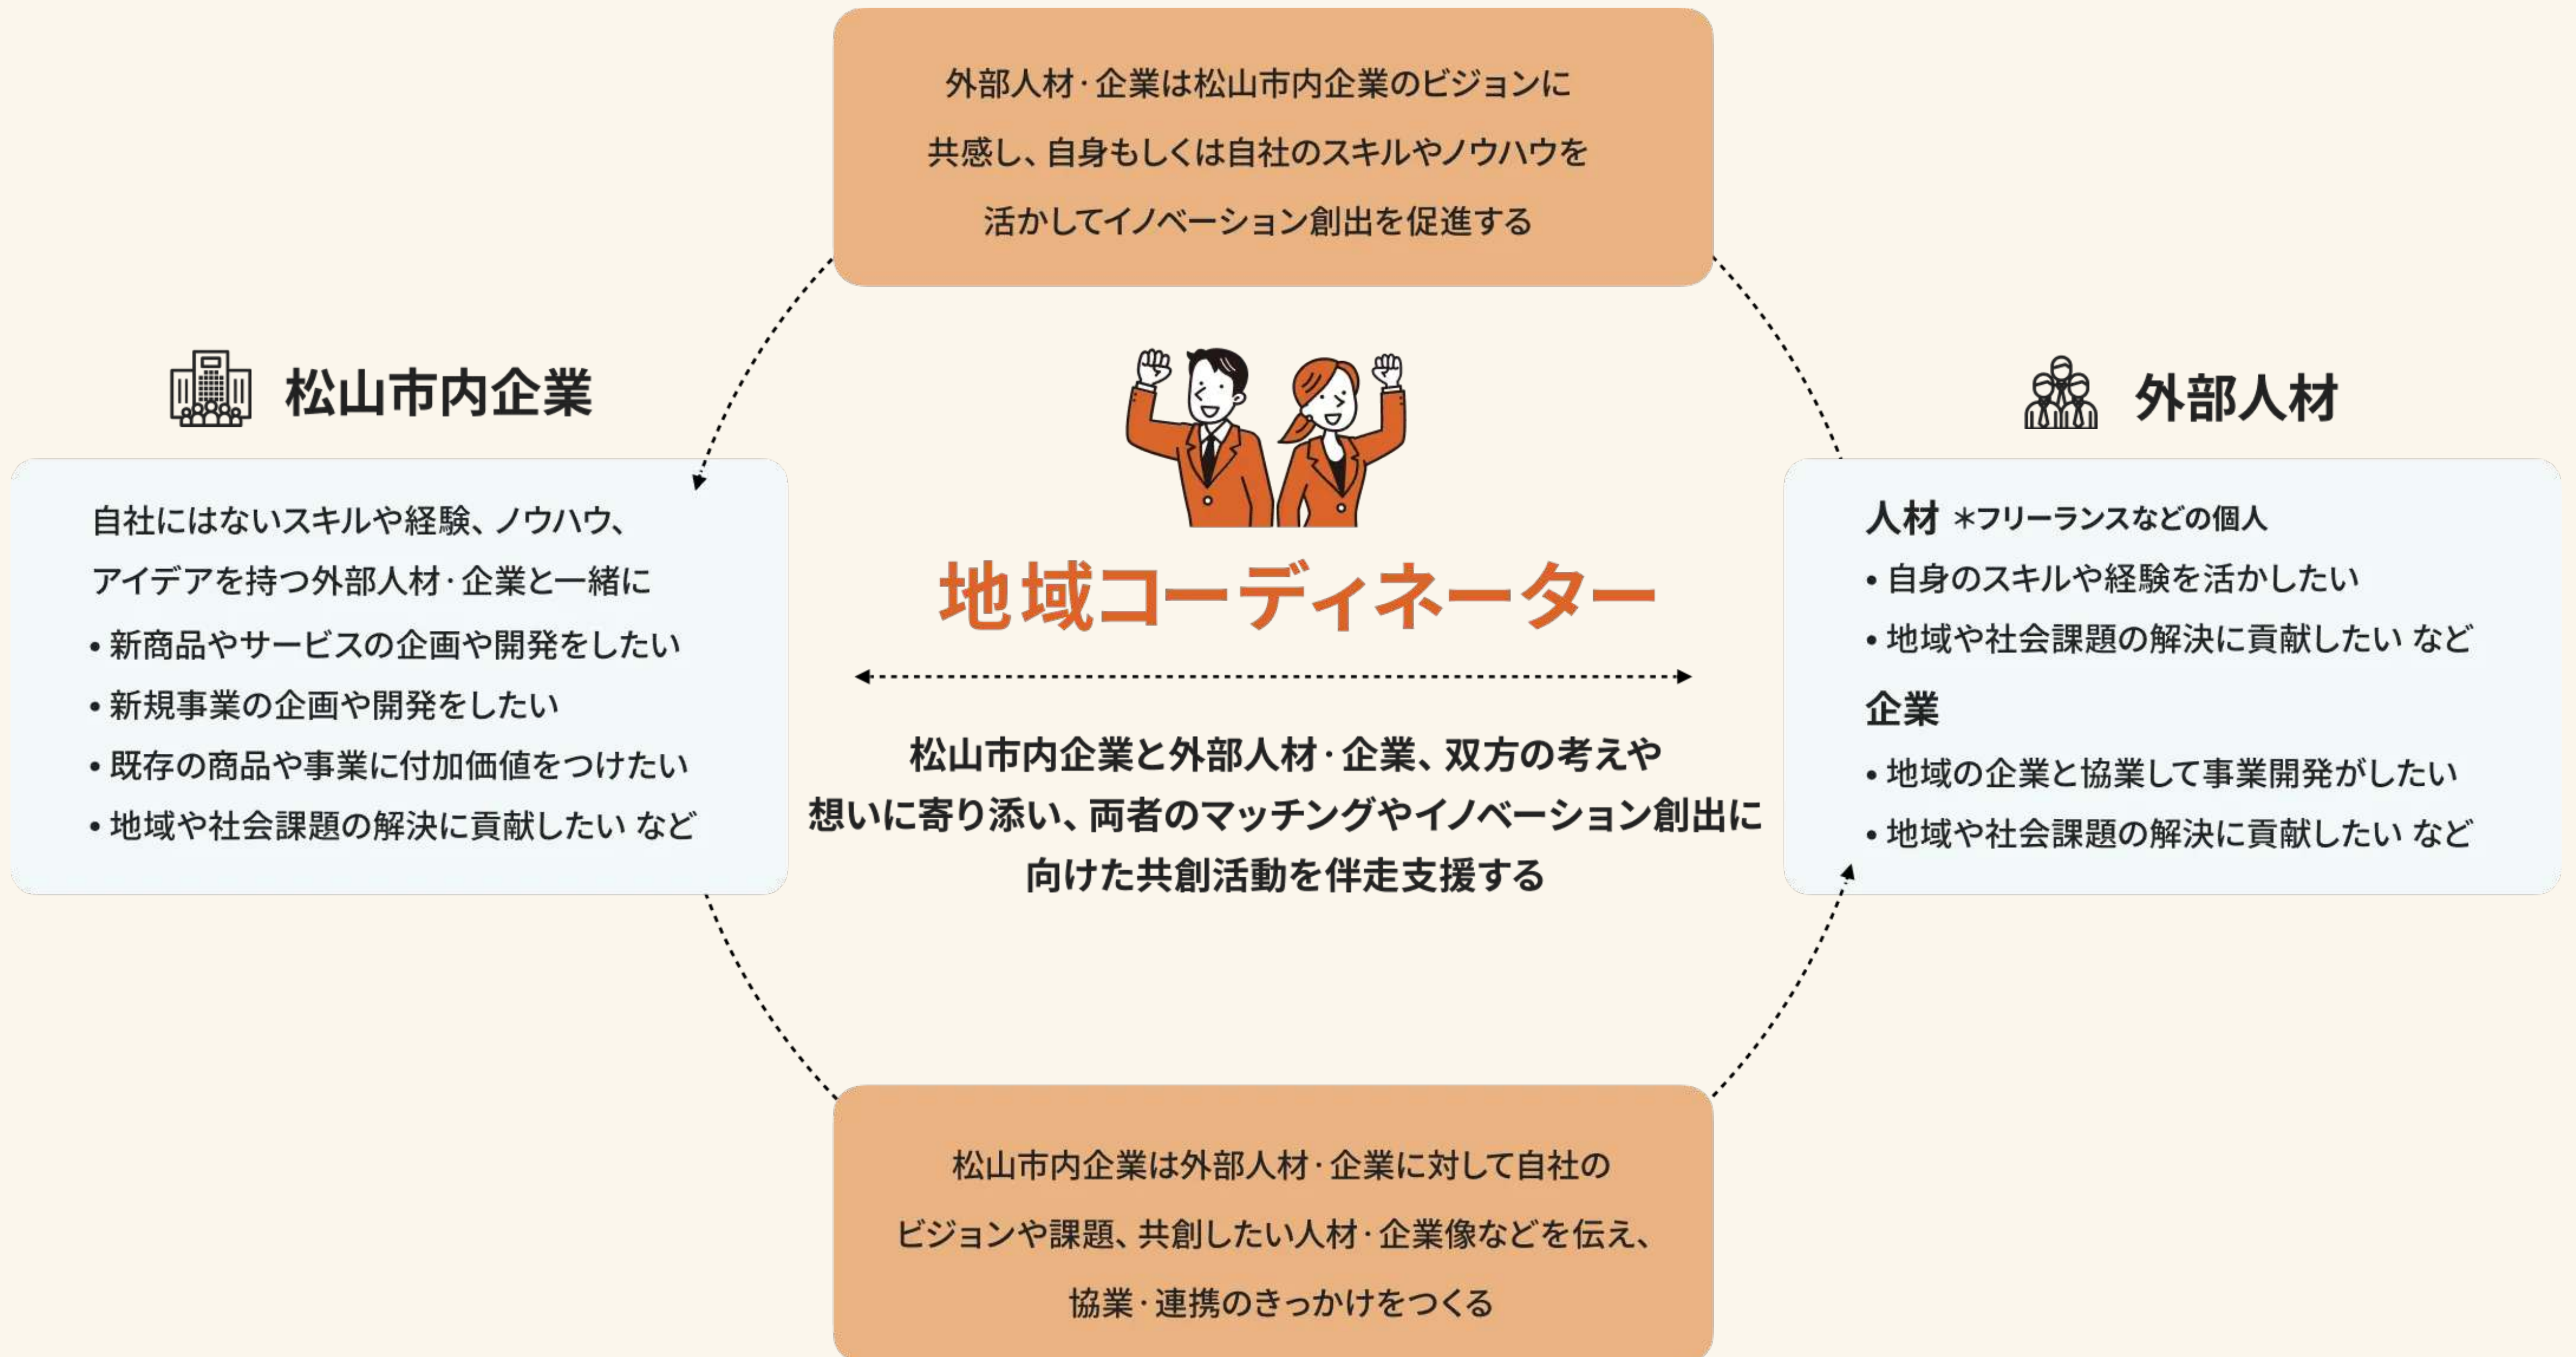 外部人材·企業は松山市内企業のビジョンに
共感し、自身もしくは自社のスキルやノウハウを
活かしてイノベーション創出を促進する
松山市内企業
自社にはないスキルや経験、ノウハウ、
アイデアを持つ外部人材·企業と一緒に
• 新商品やサービスの企画や開発をしたい
• 新規事業の企画や開発をしたい
• 既存の商品や事業に付加価値をつけたい
• 地域や社会課題の解決に貢献したい など
地域コーディネーター
松山市内企業と外部人材·企業、双方の考えや
想いに寄り添い、両者のマッチングやイノベーション創出に
向けた共創活動を伴走支援する
外部人材
人材 ＊フリーランスなどの個人
• 自身のスキルや経験を活かしたい
• 地域や社会課題の解決に貢献したい など
企業
• 地域の企業と協業して事業開発がしたい
• 地域や社会課題の解決に貢献したい など
松山市内企業は外部人材·企業に対して自社の
ビジョンや課題、共創したい人材·企業像などを伝え、
協業·連携のきっかけをつくる